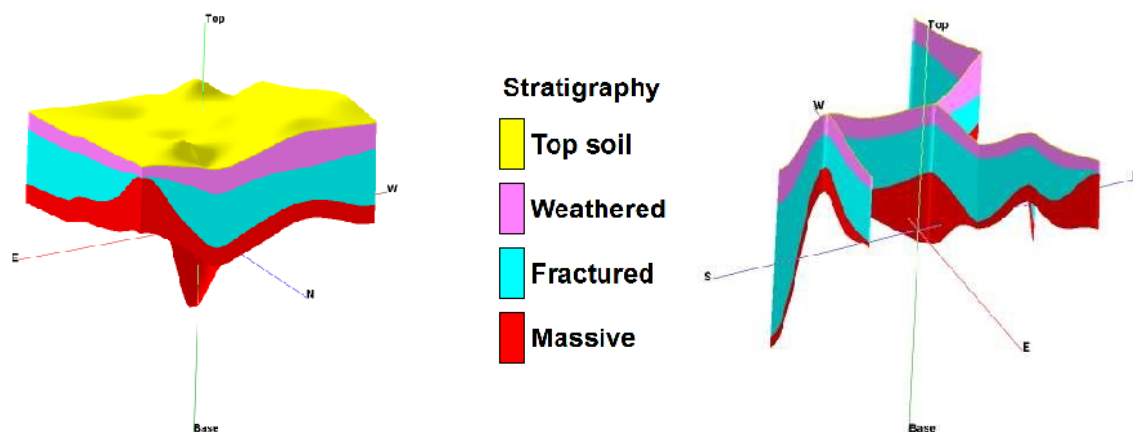 Top
W
E
N
Base
Stratigraphy
Top soil
Weathered
Fractured
Massive
Top
W
S
E
Base